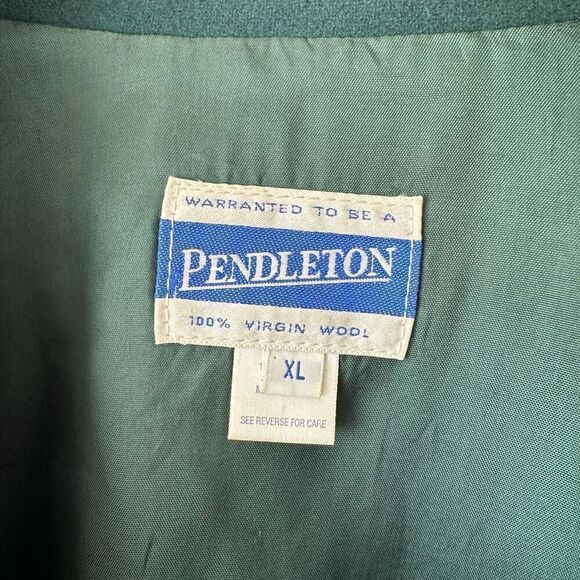 WARRANTED TO BE A
PENDLETON
100% VIRGIN WOOL
XL
SEE REVERSE FOR CARE